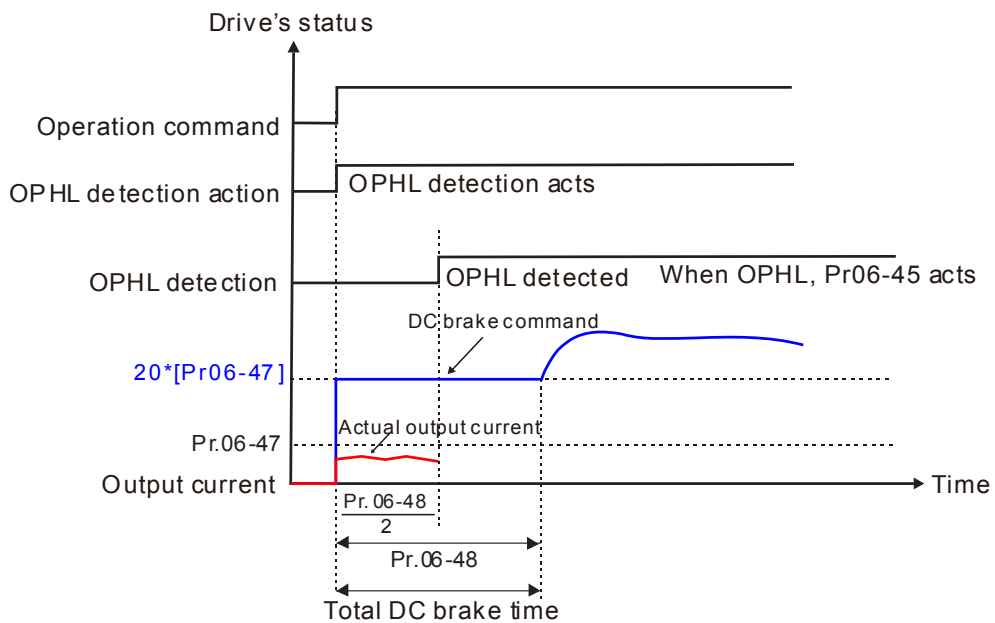 Drive's status
Operation command
OPHL detection action
OPHL detection acts
OPHL detection
OPHL detected
When OPHL, Pr06-45 acts
DC brake command
20*[Pr06-47]
Actual output current
Pr.06-47
Output current
Time
Pr. 06-48
2
Pr.06-48
Total DC brake time